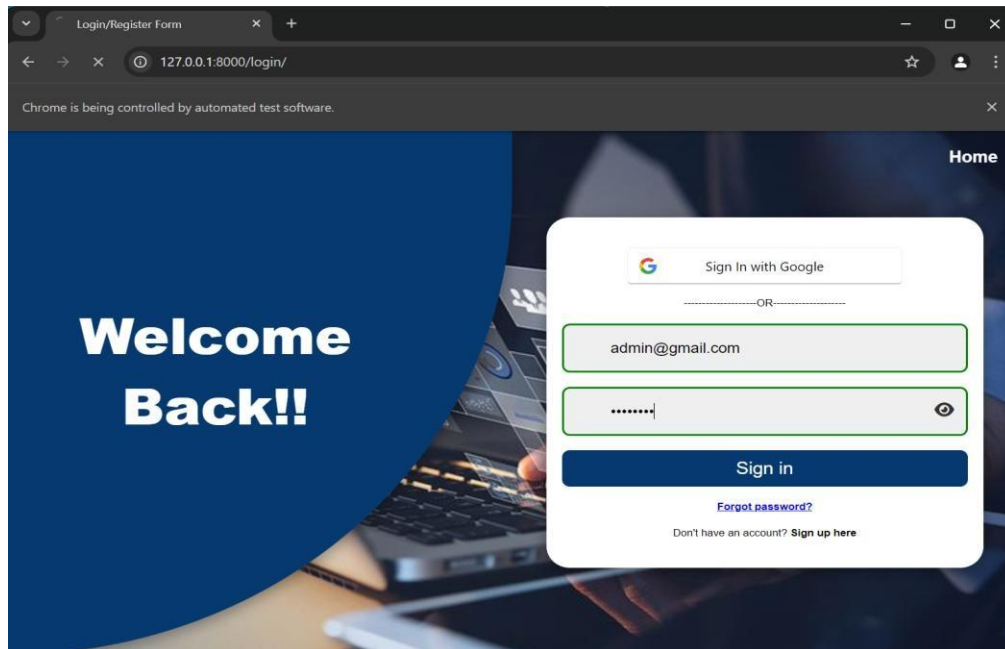 Login/Register Form
127.0.0.1:8000/login/
Chrome is being controlled by automated test software.
Home
Welcome
Back!!
Sign In with Google
--------------------OR--------------------
admin@gmail.com
••••••••
Sign in
Forgot password?
Don't have an account? Sign up here